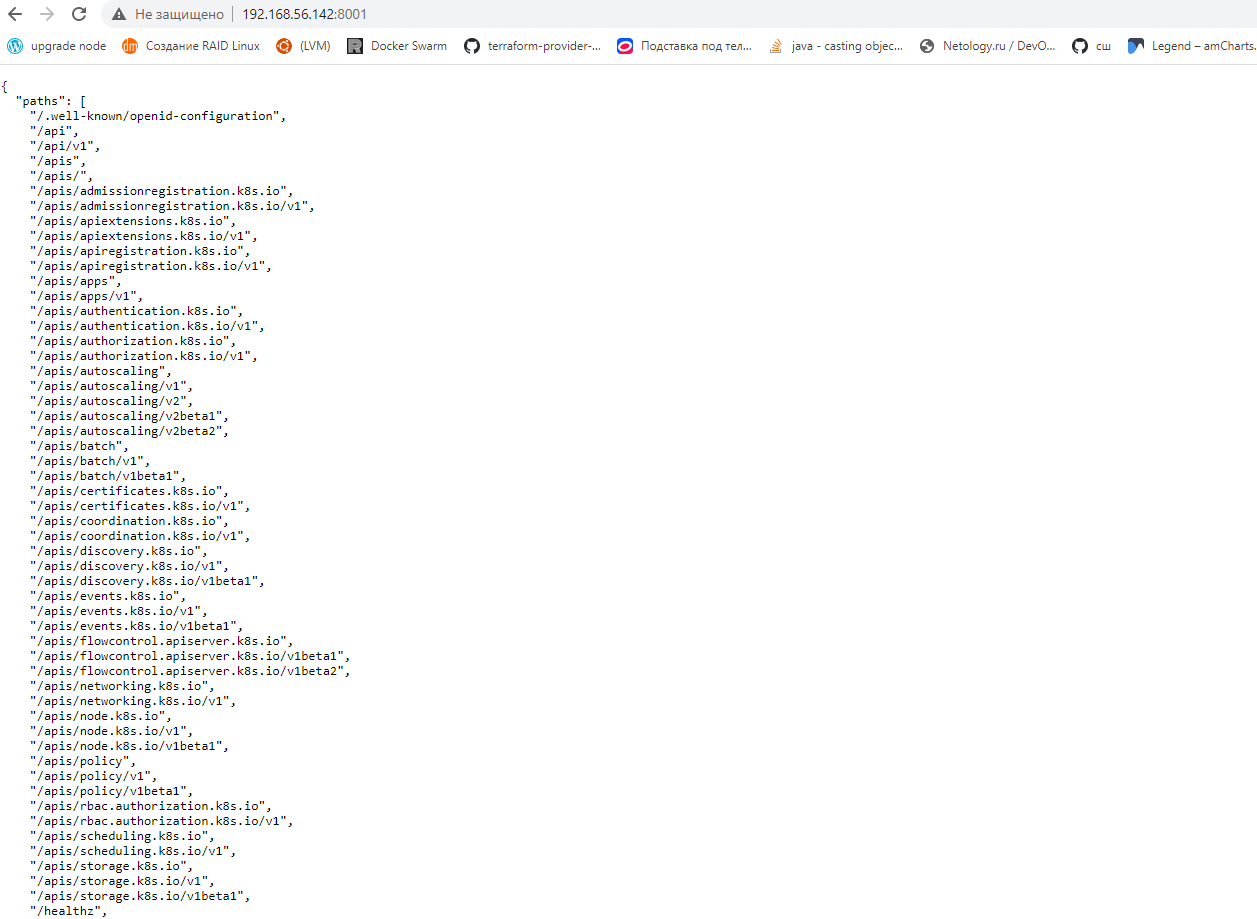 Не защищено 192.168.56.142:8001
upgrade node Создание RAID Linux (LVM) Docker Swarm terraform-provider-... Подставка под тел... java - casting objec... Netology.ru / DevO... сш Legend – amCharts.
{
"paths": [
"/.well-known/openid-configuration",
"/api",
"/api/v1",
"/apis",
"/apis/",
"/apis/admissionregistration.k8s.io",
"/apis/admissionregistration.k8s.io/v1",
"/apis/apiextensions.k8s.io",
"/apis/apiextensions.k8s.io/v1",
"/apis/apiregistration.k8s.io",
"/apis/apiregistration.k8s.io/v1",
"/apis/apps",
"/apis/apps/v1",
"/apis/authentication.k8s.io",
"/apis/authentication.k8s.io/v1",
"/apis/authorization.k8s.io",
"/apis/authorization.k8s.io/v1",
"/apis/autoscaling",
"/apis/autoscaling/v1",
"/apis/autoscaling/v2",
"/apis/autoscaling/v2beta1",
"/apis/autoscaling/v2beta2",
"/apis/batch",
"/apis/batch/v1",
"/apis/batch/v1beta1",
"/apis/certificates.k8s.io",
"/apis/certificates.k8s.io/v1",
"/apis/coordination.k8s.io",
"/apis/coordination.k8s.io/v1",
"/apis/discovery.k8s.io",
"/apis/discovery.k8s.io/v1",
"/apis/discovery.k8s.io/v1beta1",
"/apis/events.k8s.io",
"/apis/events.k8s.io/v1",
"/apis/events.k8s.io/v1beta1",
"/apis/flowcontrol.apiserver.k8s.io",
"/apis/flowcontrol.apiserver.k8s.io/v1beta1",
"/apis/flowcontrol.apiserver.k8s.io/v1beta2",
"/apis/networking.k8s.io",
"/apis/networking.k8s.io/v1",
"/apis/node.k8s.io",
"/apis/node.k8s.io/v1",
"/apis/node.k8s.io/v1beta1",
"/apis/policy",
"/apis/policy/v1",
"/apis/policy/v1beta1",
"/apis/rbac.authorization.k8s.io",
"/apis/rbac.authorization.k8s.io/v1",
"/apis/scheduling.k8s.io",
"/apis/scheduling.k8s.io/v1",
"/apis/storage.k8s.io",
"/apis/storage.k8s.io/v1",
"/apis/storage.k8s.io/v1beta1",
"/healthz",